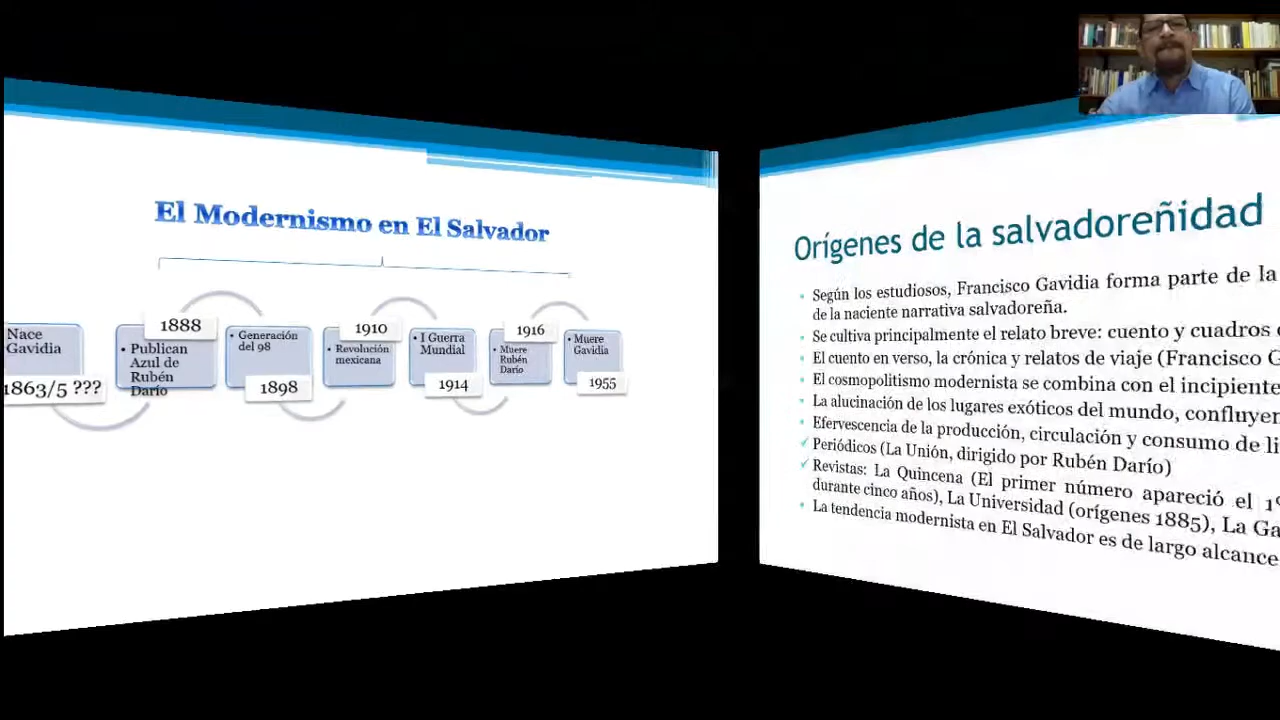 El Modernismo en El Salvador
Nace
Gavidia
1863/5 ???
1888
Publican
Azul de
Rubén
Darío
Generación
del 98
1898
1910
Revolución
mexicana
I Guerra
Mundial
1914
1916
Muere
Rubén
Darío
Muere
Gavidia
1955
Orígenes de la salvadoreñidad
Según los estudiosos, Francisco Gavidia forma parte de la
de la naciente narrativa salvadoreña.
Se cultiva principalmente el relato breve: cuento y cuadros
El cuento en verso, la crónica y relatos de viaje (Francisco G
El cosmopolitismo modernista se combina con el incipiente
La alucinación de los lugares exóticos del mundo, confluyen
Efervescencia de la producción, circulación y consumo de li
Periódicos (La Unión, dirigido por Rubén Darío)
Revistas: La Quincena (El primer número apareció el 1
durante cinco años), La Universidad (orígenes 1885), La Ga
La tendencia modernista en El Salvador es de largo alcance